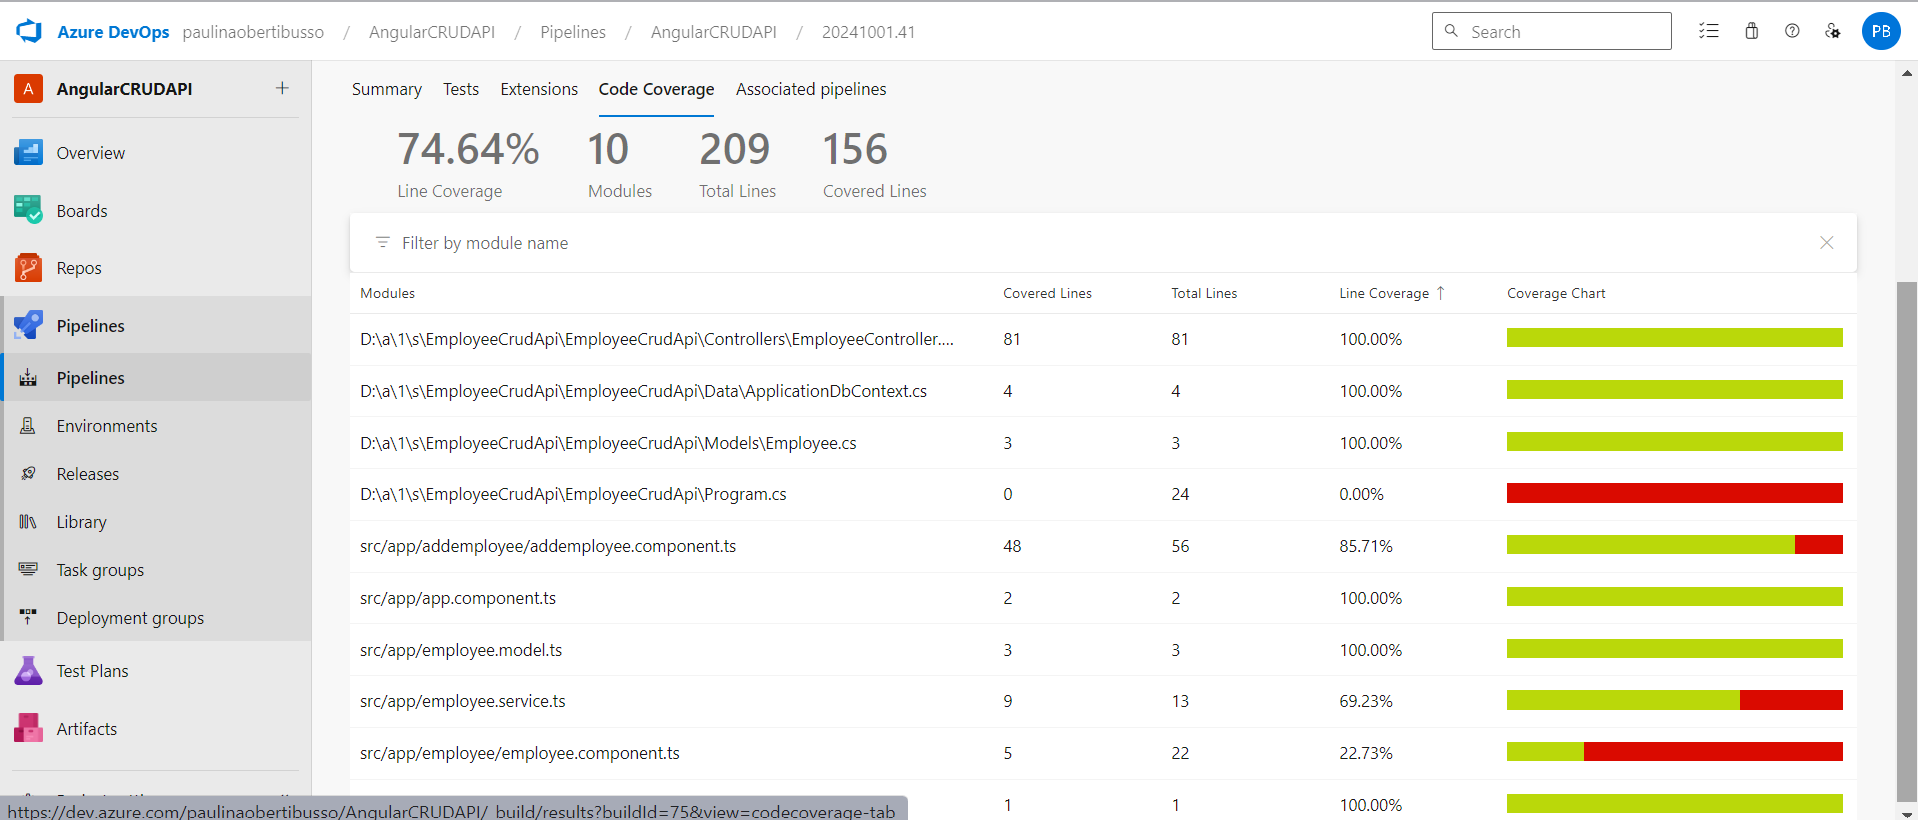 Azure DevOps paulinaobertibusso / AngularCRUDAPI / Pipelines / AngularCRUDAPI / 20241001.41
Search
PB
A AngularCRUDAPI +
Overview
Boards
Repos
Pipelines
Pipelines
Environments
Releases
Library
Task groups
Deployment groups
Test Plans
Artifacts
Summary Tests Extensions Code Coverage Associated pipelines
74.64% 10 209 156
Line Coverage Modules Total Lines Covered Lines
Filter by module name
Modules Covered Lines Total Lines Line Coverage ↑ Coverage Chart
D:\a\1\s\EmployeeCrudApi\EmployeeCrudApi\Controllers\EmployeeController.... 81 81 100.00%
D:\a\1\s\EmployeeCrudApi\EmployeeCrudApi\Data\ApplicationDbContext.cs 4 4 100.00%
D:\a\1\s\EmployeeCrudApi\EmployeeCrudApi\Models\Employee.cs 3 3 100.00%
D:\a\1\s\EmployeeCrudApi\EmployeeCrudApi\Program.cs 0 24 0.00%
src/app/addemployee/addemployee.component.ts 48 56 85.71%
src/app/app.component.ts 2 2 100.00%
src/app/employee.model.ts 3 3 100.00%
src/app/employee.service.ts 9 13 69.23%
src/app/employee/employee.component.ts 5 22 22.73%
1 1 100.00%
https://dev.azure.com/paulinaobertibusso/AngularCRUDAPI/_build/results?buildId=75&view=codecoverage-tab